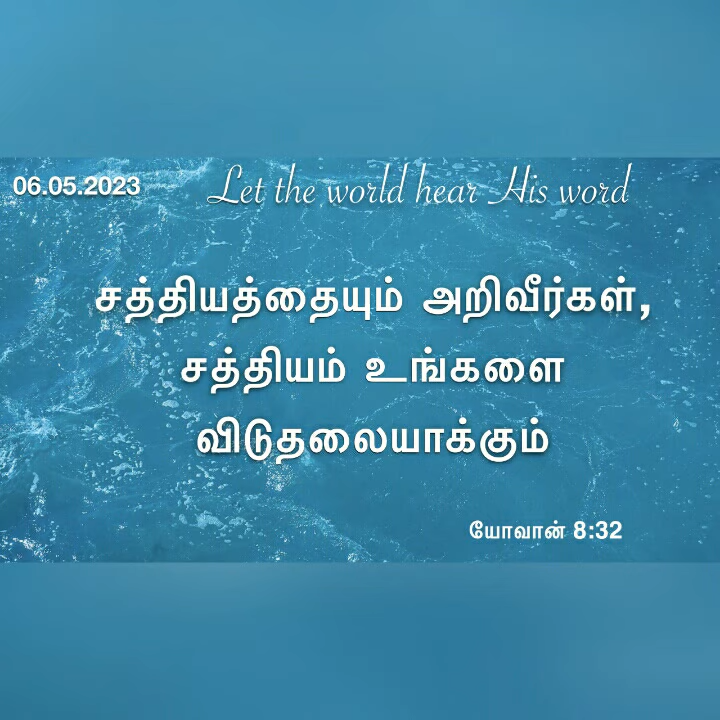 06.05.2023
Let the world hear His word
சத்தியத்தையும் அறிவீர்கள்,
சத்தியம் உங்களை
விடுதலையாக்கும்
யோவான் 8:32